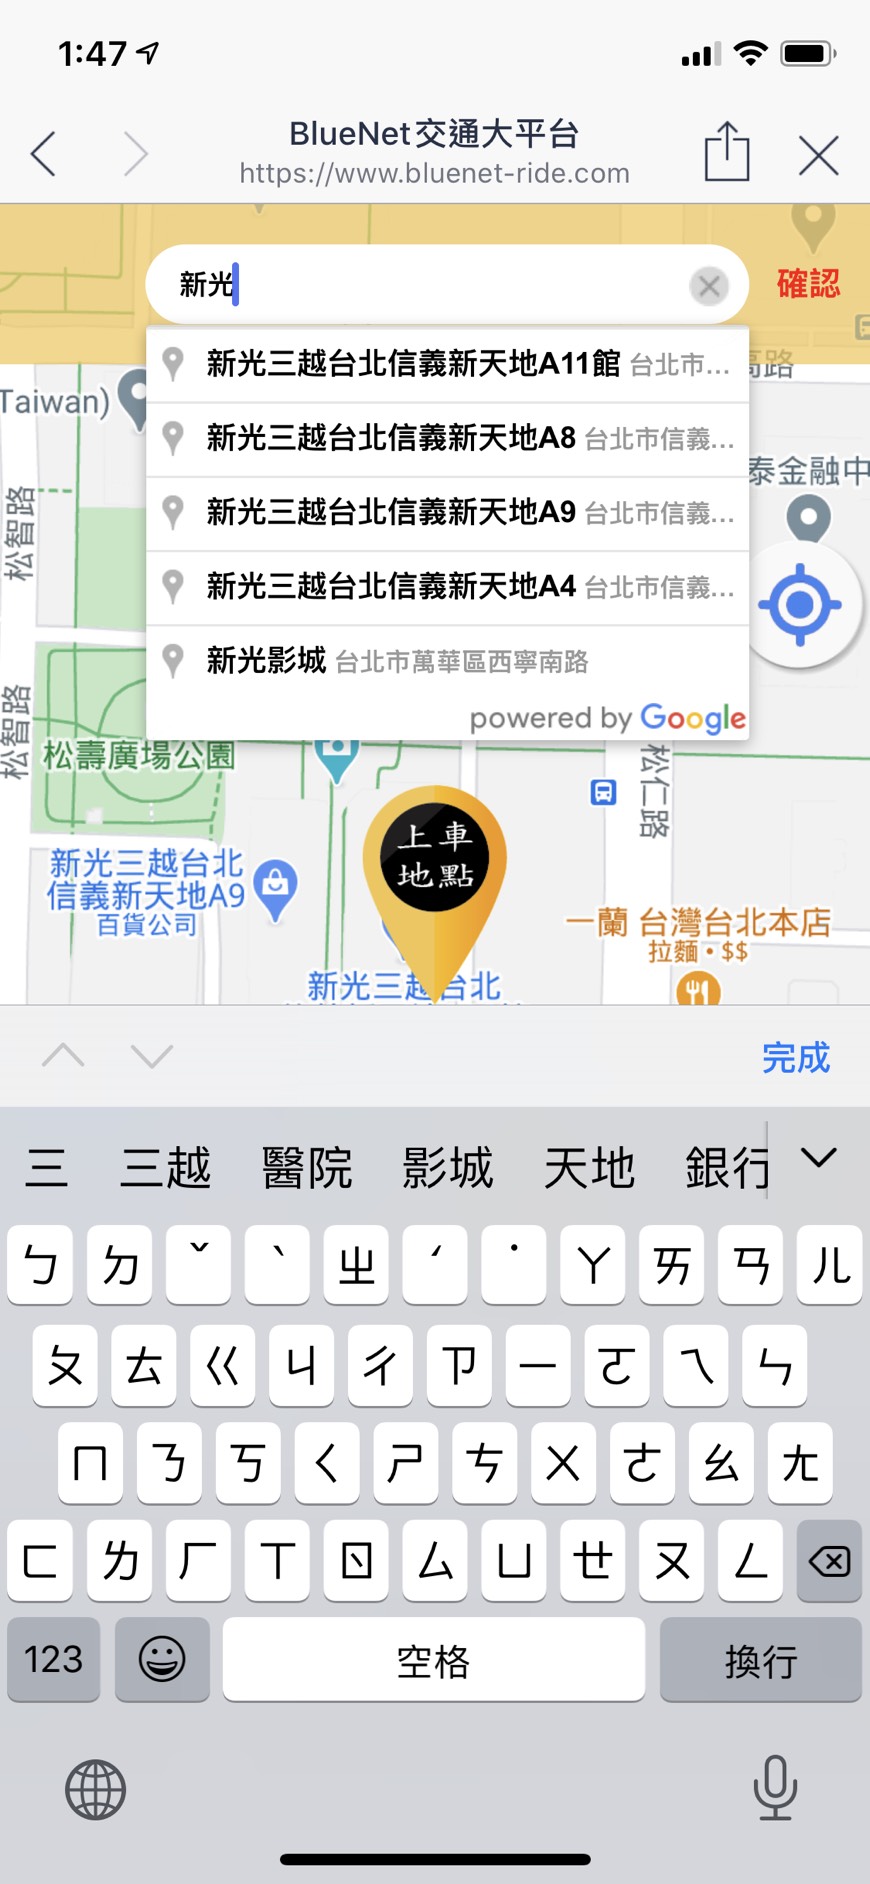 1:47
BlueNet交通大平台
https://www.bluenet-ride.com
新光
確認
新光三越台北信義新天地A11館 台北市...
高路
Taiwan)
新光三越台北信義新天地A8 台北市信義...
泰金融中
新光三越台北信義新天地A9 台北市信義...
松智路
新光三越台北信義新天地A4 台北市信義...
新光影城 台北市萬華區西寧南路
powered by Google
松智路
松壽廣場公園
松仁路
上車
地點
新光三越台北
信義新天地A9
百貨公司
一蘭 台灣台北本店
拉麵・$$
新光三越台北
完成
三 三越 醫院 影城 天地 銀行
ㄅ ㄉ ˇ ˋ ㄓ ˊ ˙ ㄚ ㄞ ㄢ ㄦ
ㄆ ㄊ ㄍ ㄐ ㄔ ㄗ ㄧ ㄛ ㄟ ㄣ
ㄇ ㄋ ㄎ ㄑ ㄕ ㄘ ㄨ ㄜ ㄠ ㄤ
ㄈ ㄌ ㄏ ㄒ ㄖ ㄙ ㄩ ㄝ ㄡ ㄥ
123 空格 換行